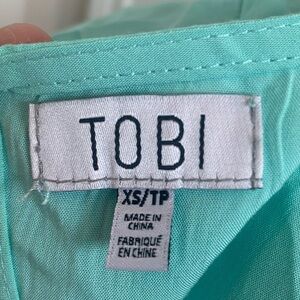 TOBI
XS/TP
MADE IN
CHINA
FABRIQUÉ
EN CHINE